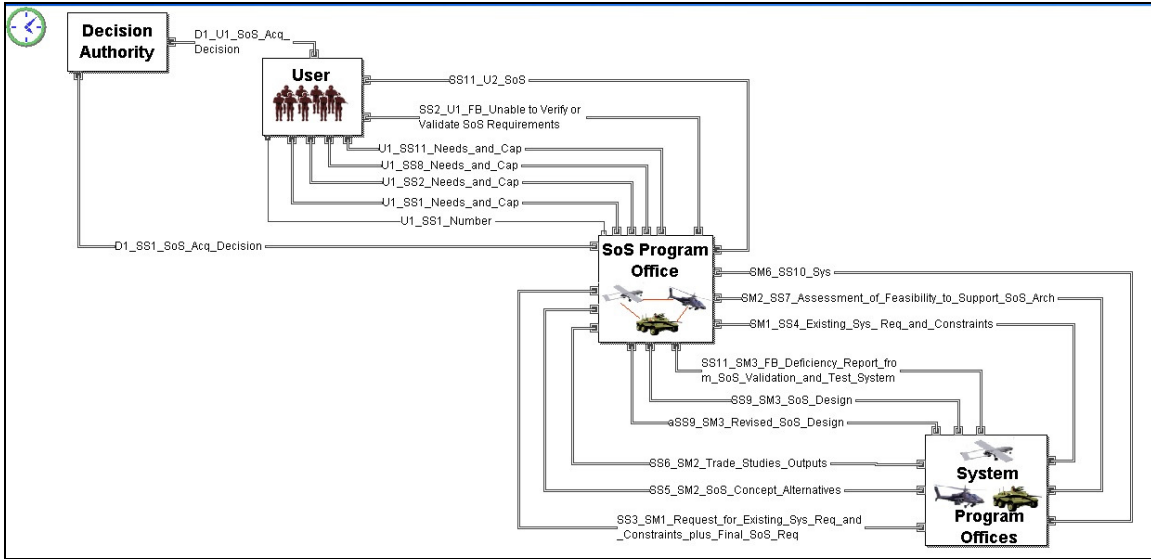 Decision
Authority
D1_U1_SoS_Acq_
Decision
User
SS11_U2_SoS
SS2_U1_FB_Unable to Verify or
Validate SoS Requirements
U1_SS11_Needs_and_Cap
U1_SS8_Needs_and_Cap
U1_SS2_Needs_and_Cap
U1_SS1_Needs_and_Cap
U1_SS1_Number
D1_SS1_SoS_Acq_Decision
SoS Program
Office
SM6_SS10_Sys
SM2_SS7_Assessment_of_Feasibility_to_Support_SoS_Arch
SM1_SS4_Existing_Sys_ Req_and_Constraints
SS11_SM3_FB_Deficiency_Report_fro
m_SoS_Validation_and_Test_System
SS9_SM3_SoS_Design
aSS9_SM3_Revised_SoS_Design
SS6_SM2_Trade_Studies_Outputs
SS5_SM2_SoS_Concept_Alternatives
SS3_SM1_Request_for_Existing_Sys_Req_and
_Constraints_plus_Final_SoS_Req
System
Program
Offices